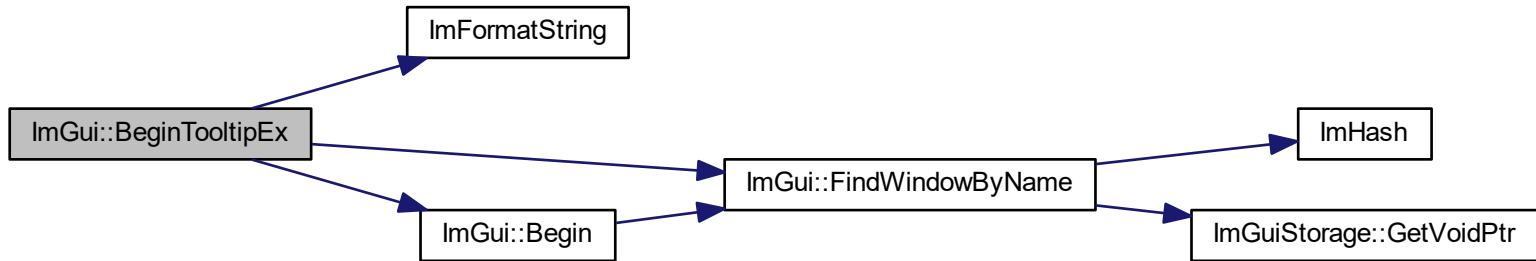 ImFormatString
ImGui::BeginTooltipEx
ImHash
ImGui::FindWindowByName
ImGui::Begin
ImGuiStorage::GetVoidPtr